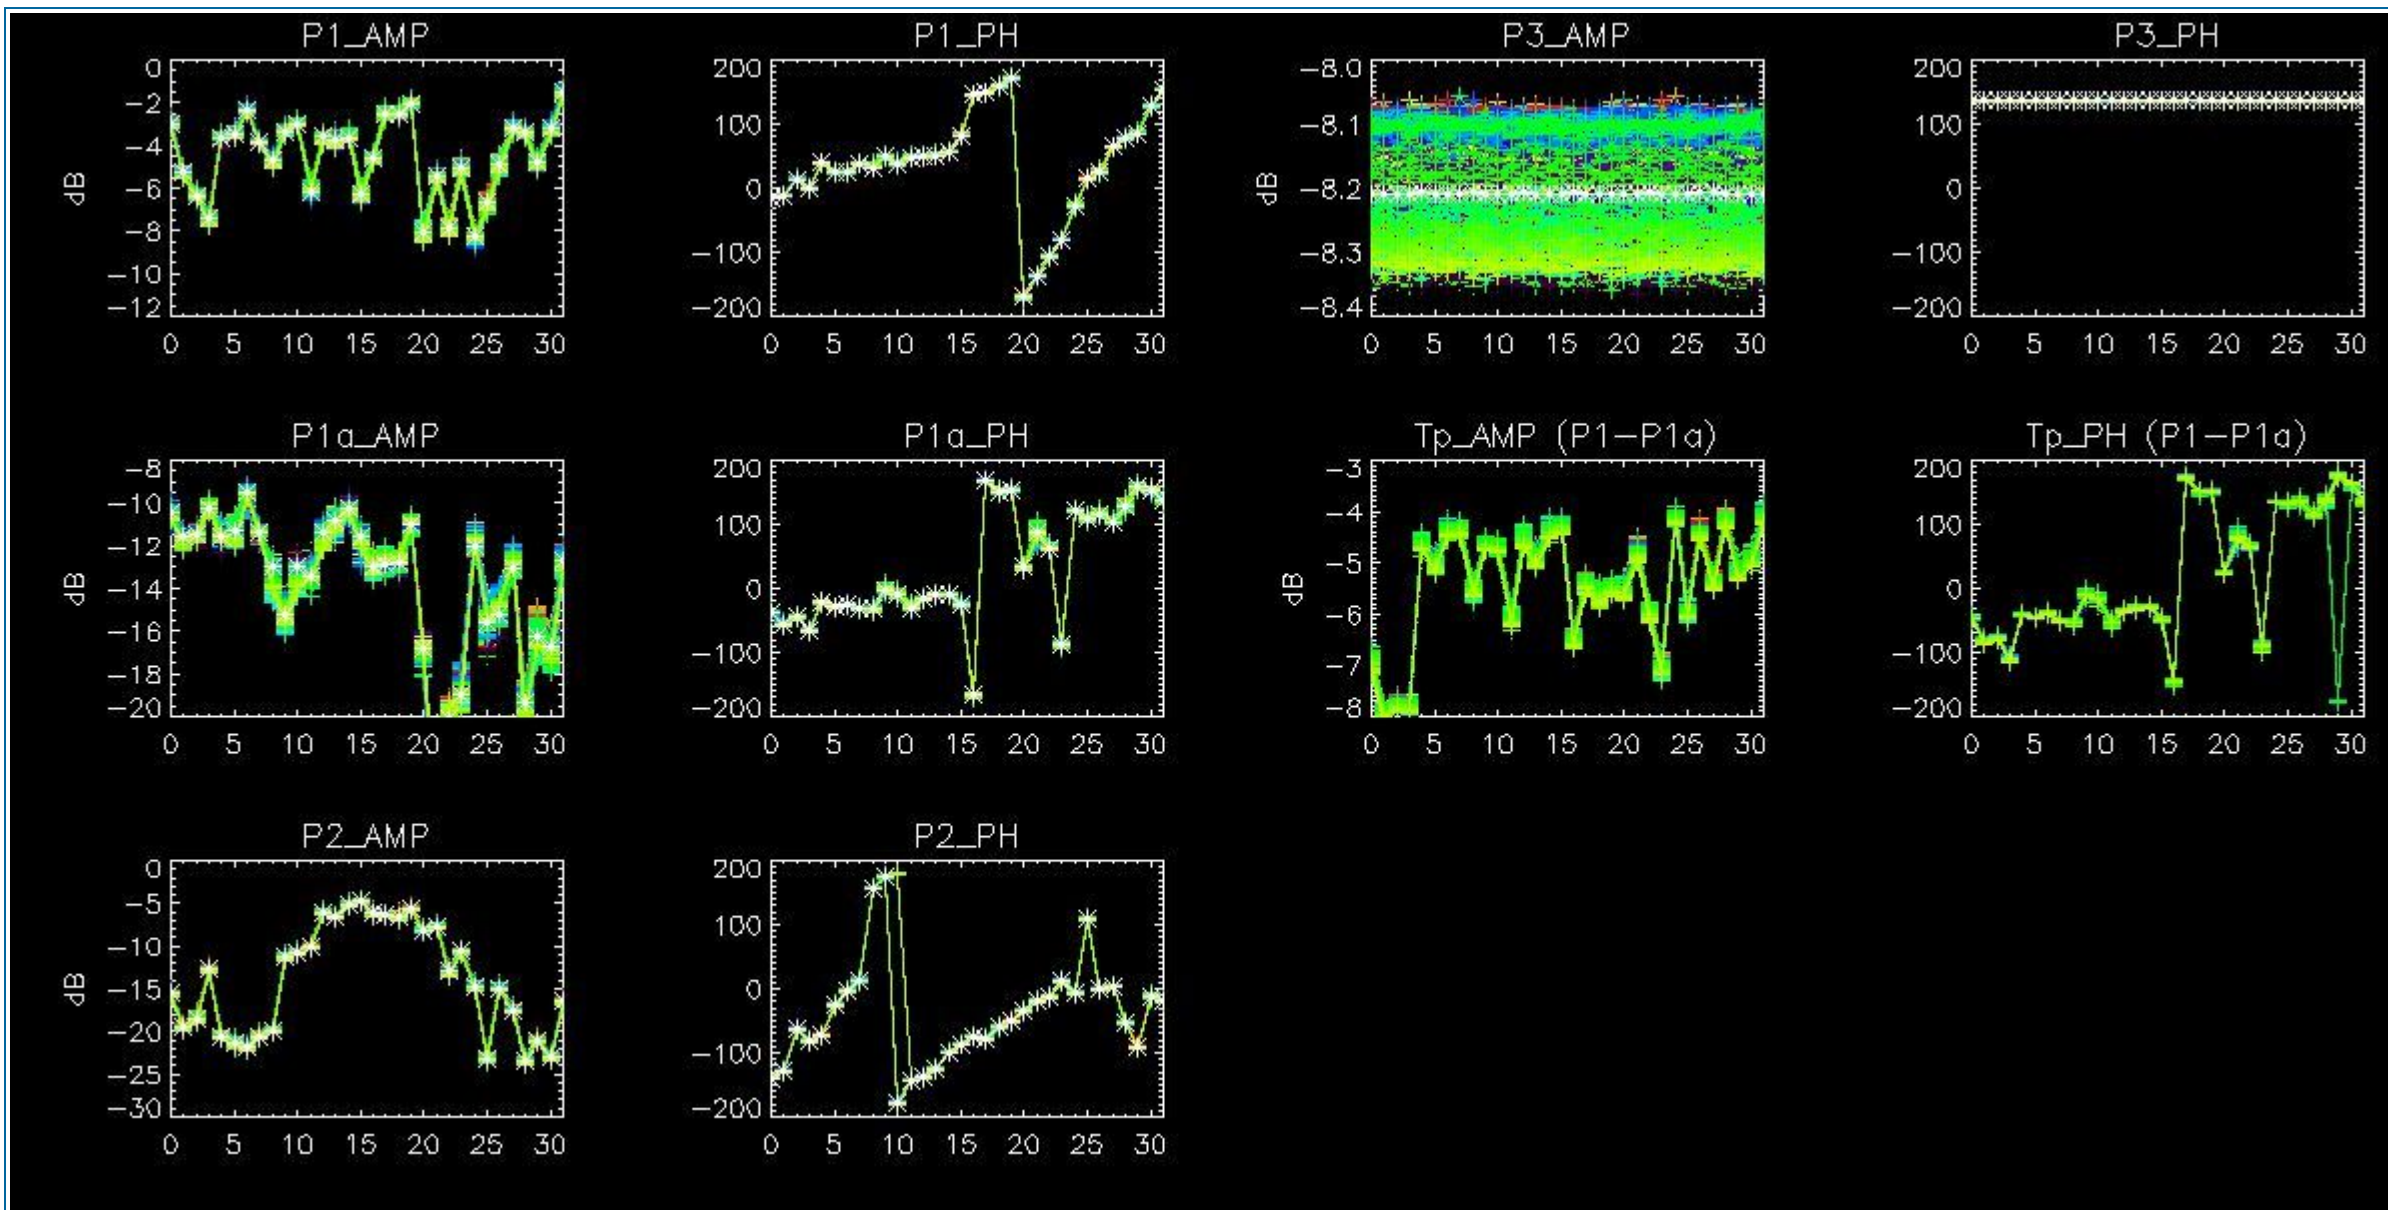 P1_AMP
0
−2
−4
−6
−8
−10
−12
dB
0 5 10 15 20 25 30
P1_PH
200
100
0
−100
−200
0 5 10 15 20 25 30
P3_AMP
−8.0
−8.1
−8.2
−8.3
−8.4
dB
0 5 10 15 20 25 30
P3_PH
200
100
0
−100
−200
0 5 10 15 20 25 30
P1a_AMP
−8
−10
−12
−14
−16
−18
−20
dB
0 5 10 15 20 25 30
P1a_PH
200
100
0
−100
−200
0 5 10 15 20 25 30
Tp_AMP (P1−P1a)
−3
−4
−5
−6
−7
−8
dB
0 5 10 15 20 25 30
Tp_PH (P1−P1a)
200
100
0
−100
−200
0 5 10 15 20 25 30
P2_AMP
0
−5
−10
−15
−20
−25
−30
dB
0 5 10 15 20 25 30
P2_PH
200
100
0
−100
−200
0 5 10 15 20 25 30